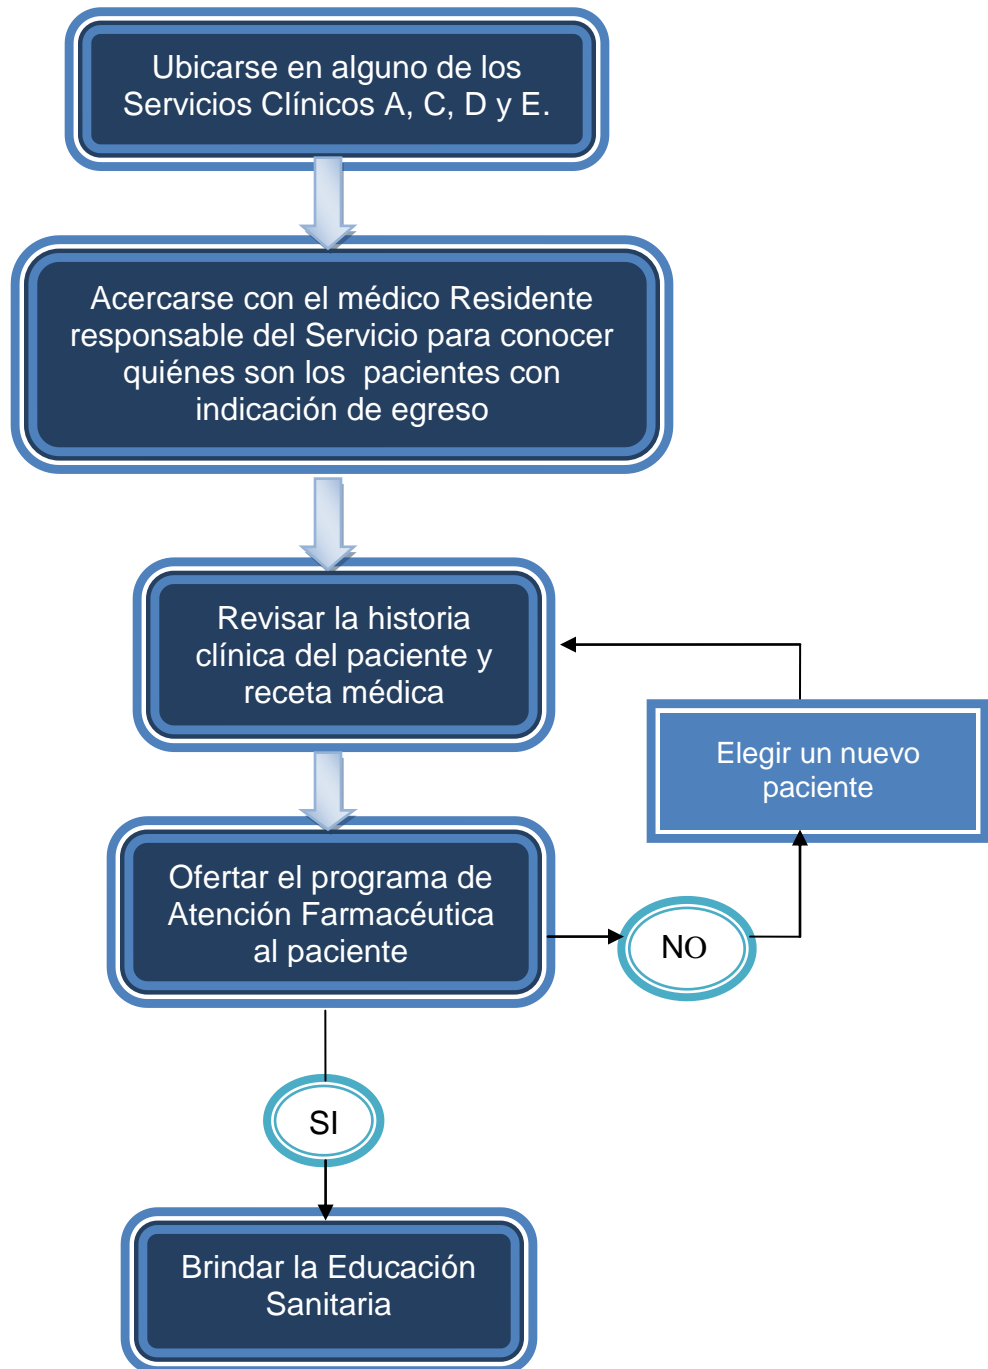 Ubicarse en alguno de los
Servicios Clínicos A, C, D y E.
Acercarse con el médico Residente
responsable del Servicio para conocer
quiénes son los pacientes con
indicación de egreso
Revisar la historia
clínica del paciente y
receta médica
Elegir un nuevo
paciente
Ofertar el programa de
Atención Farmacéutica
al paciente
NO
SI
Brindar la Educación
Sanitaria